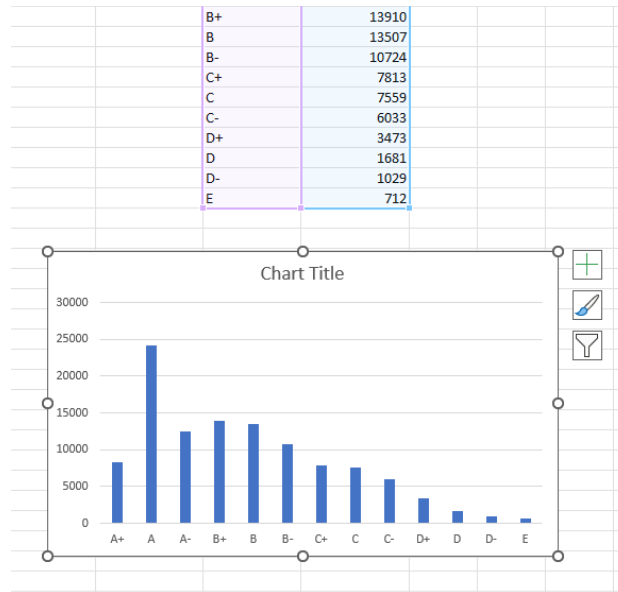 B+ 13910
B 13507
B- 10724
C+ 7813
C 7559
C- 6033
D+ 3473
D 1681
D- 1029
E 712
Chart Title
30000
25000
20000
15000
10000
5000
0
A+ A A- B+ B B- C+ C C- D+ D D- E